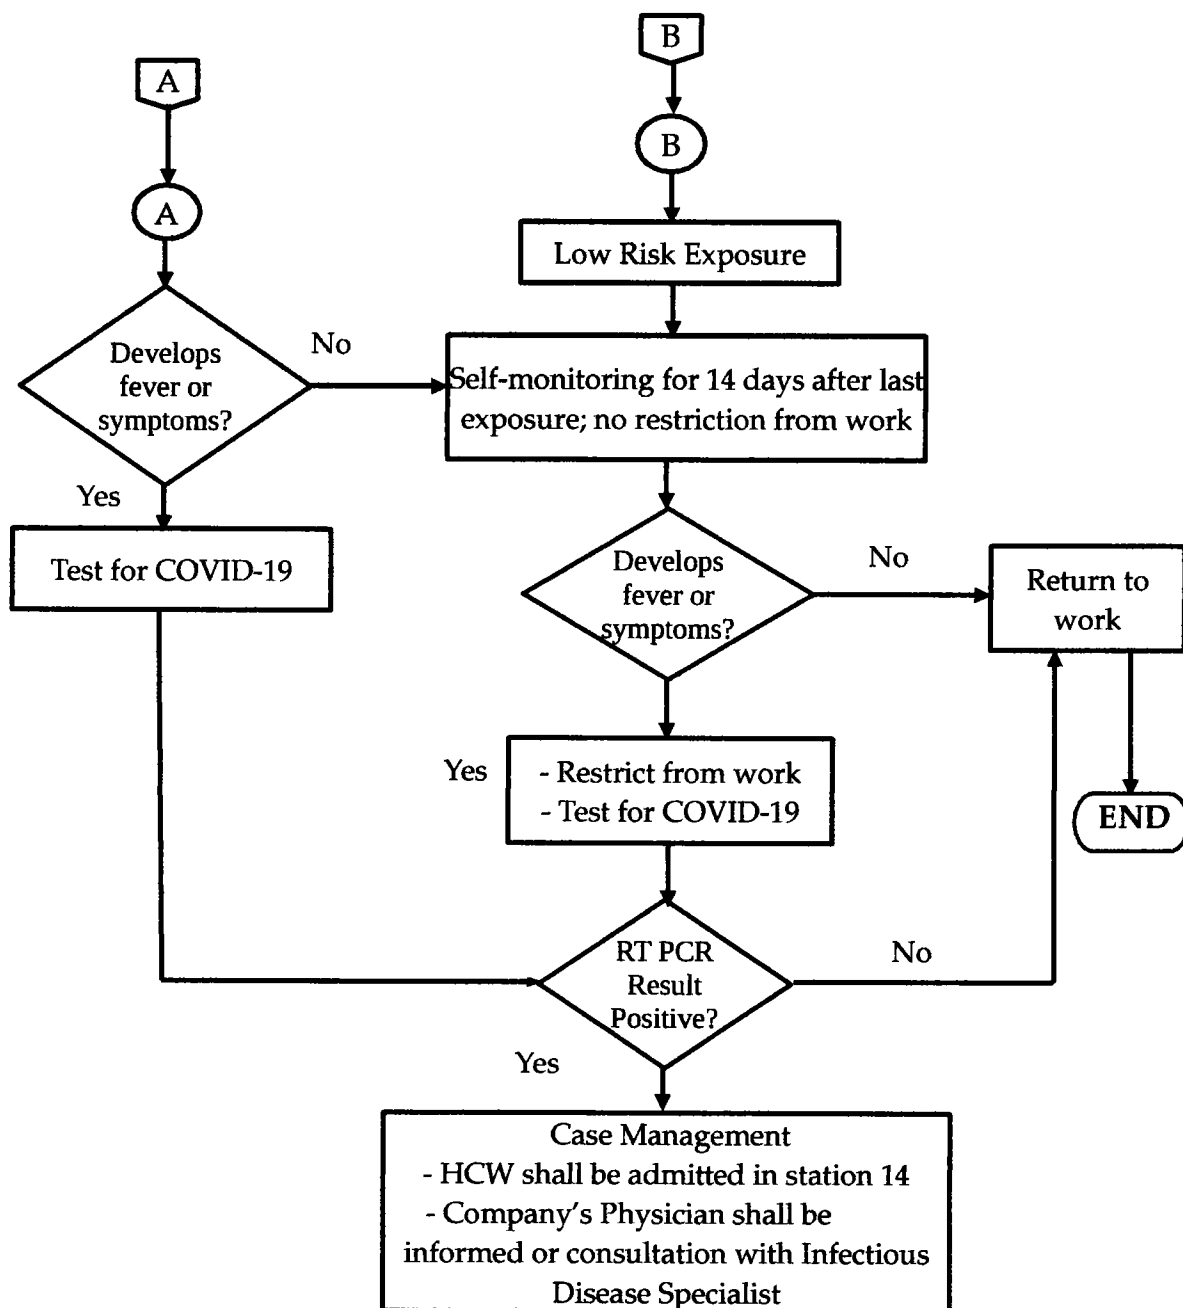 B
A
B
A
Low Risk Exposure
No
Develops
fever or
symptoms?
Self-monitoring for 14 days after last
exposure; no restriction from work
Yes
Test for COVID-19
Develops
fever or
symptoms?
No
Return to
work
Yes
- Restrict from work
- Test for COVID-19
END
RT PCR
Result
Positive?
No
Yes
Case Management
- HCW shall be admitted in station 14
- Company's Physician shall be
informed or consultation with Infectious
Disease Specialist